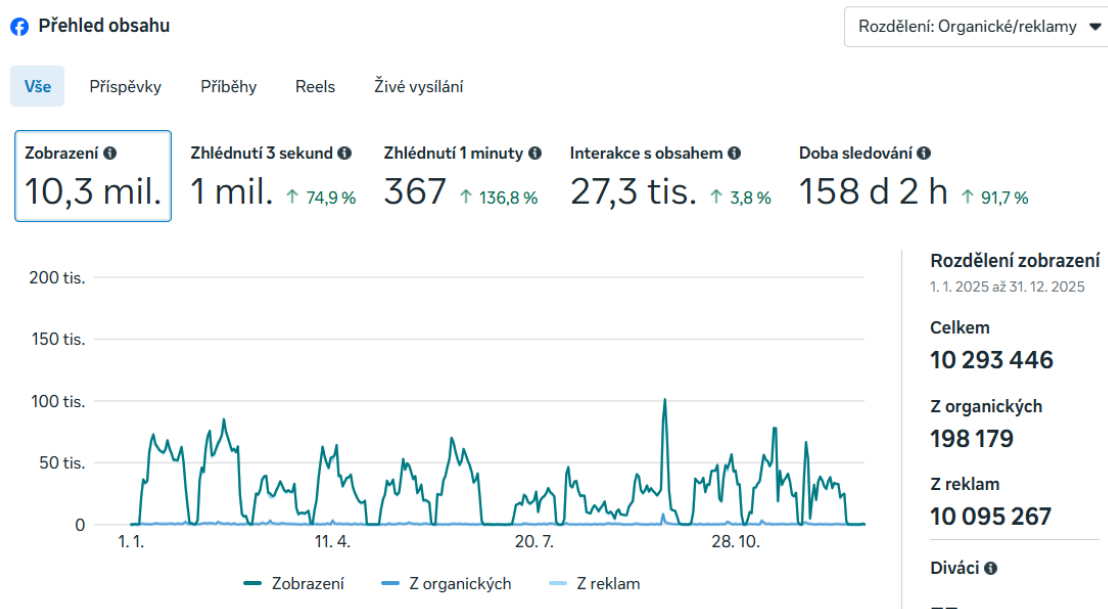 Přehled obsahu
Rozdělení: Organické/reklamy
Vše Příspěvky Příběhy Reels Živé vysílání
Zobrazení Zhlédnutí 3 sekund Zhlédnutí 1 minuty Interakce s obsahem Doba sledování
10,3 mil. 1 mil. ↑ 74,9 % 367 ↑ 136,8 % 27,3 tis. ↑ 3,8 % 158 d 2 h ↑ 91,7 %
200 tis.
150 tis.
100 tis.
50 tis.
0
1. 1. 11. 4. 20. 7. 28. 10.
Zobrazení Z organických Z reklam
Rozdělení zobrazení
1. 1. 2025 až 31. 12. 2025
Celkem
10 293 446
Z organických
198 179
Z reklam
10 095 267
Diváci